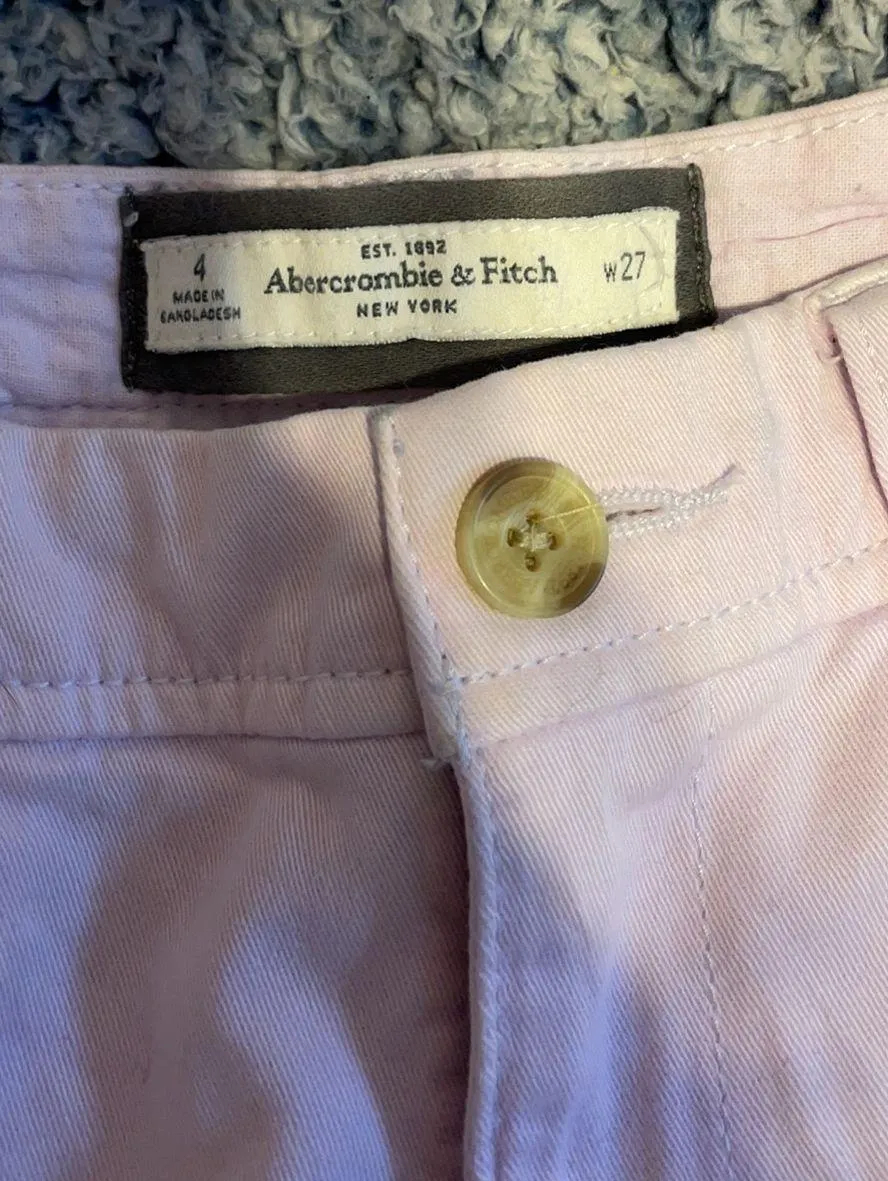 4
MADE IN
BANGLADESH
EST. 1892
Abercrombie & Fitch
NEW YORK
W27